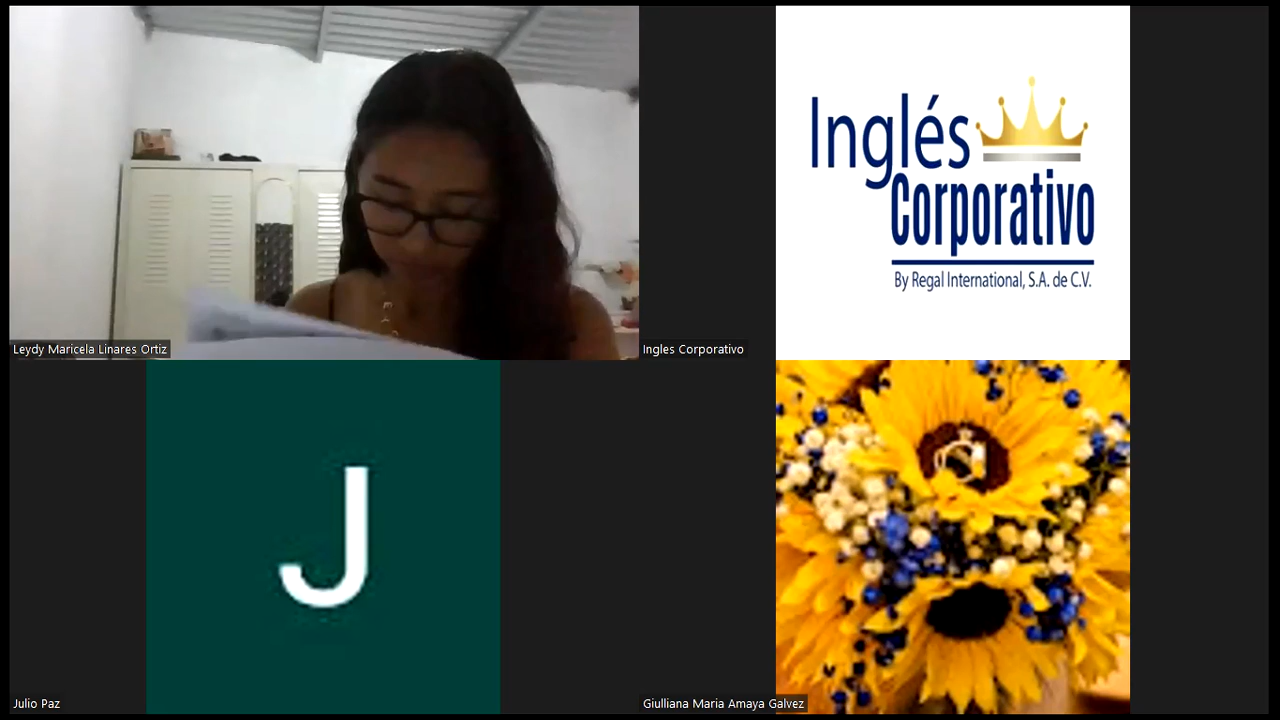 Inglés
Corporativo
By Regal International, S.A. de C.V.
Leydy Maricela Linares Ortiz
Ingles Corporativo
J
Julio Paz
Giulliana Maria Amaya Galvez